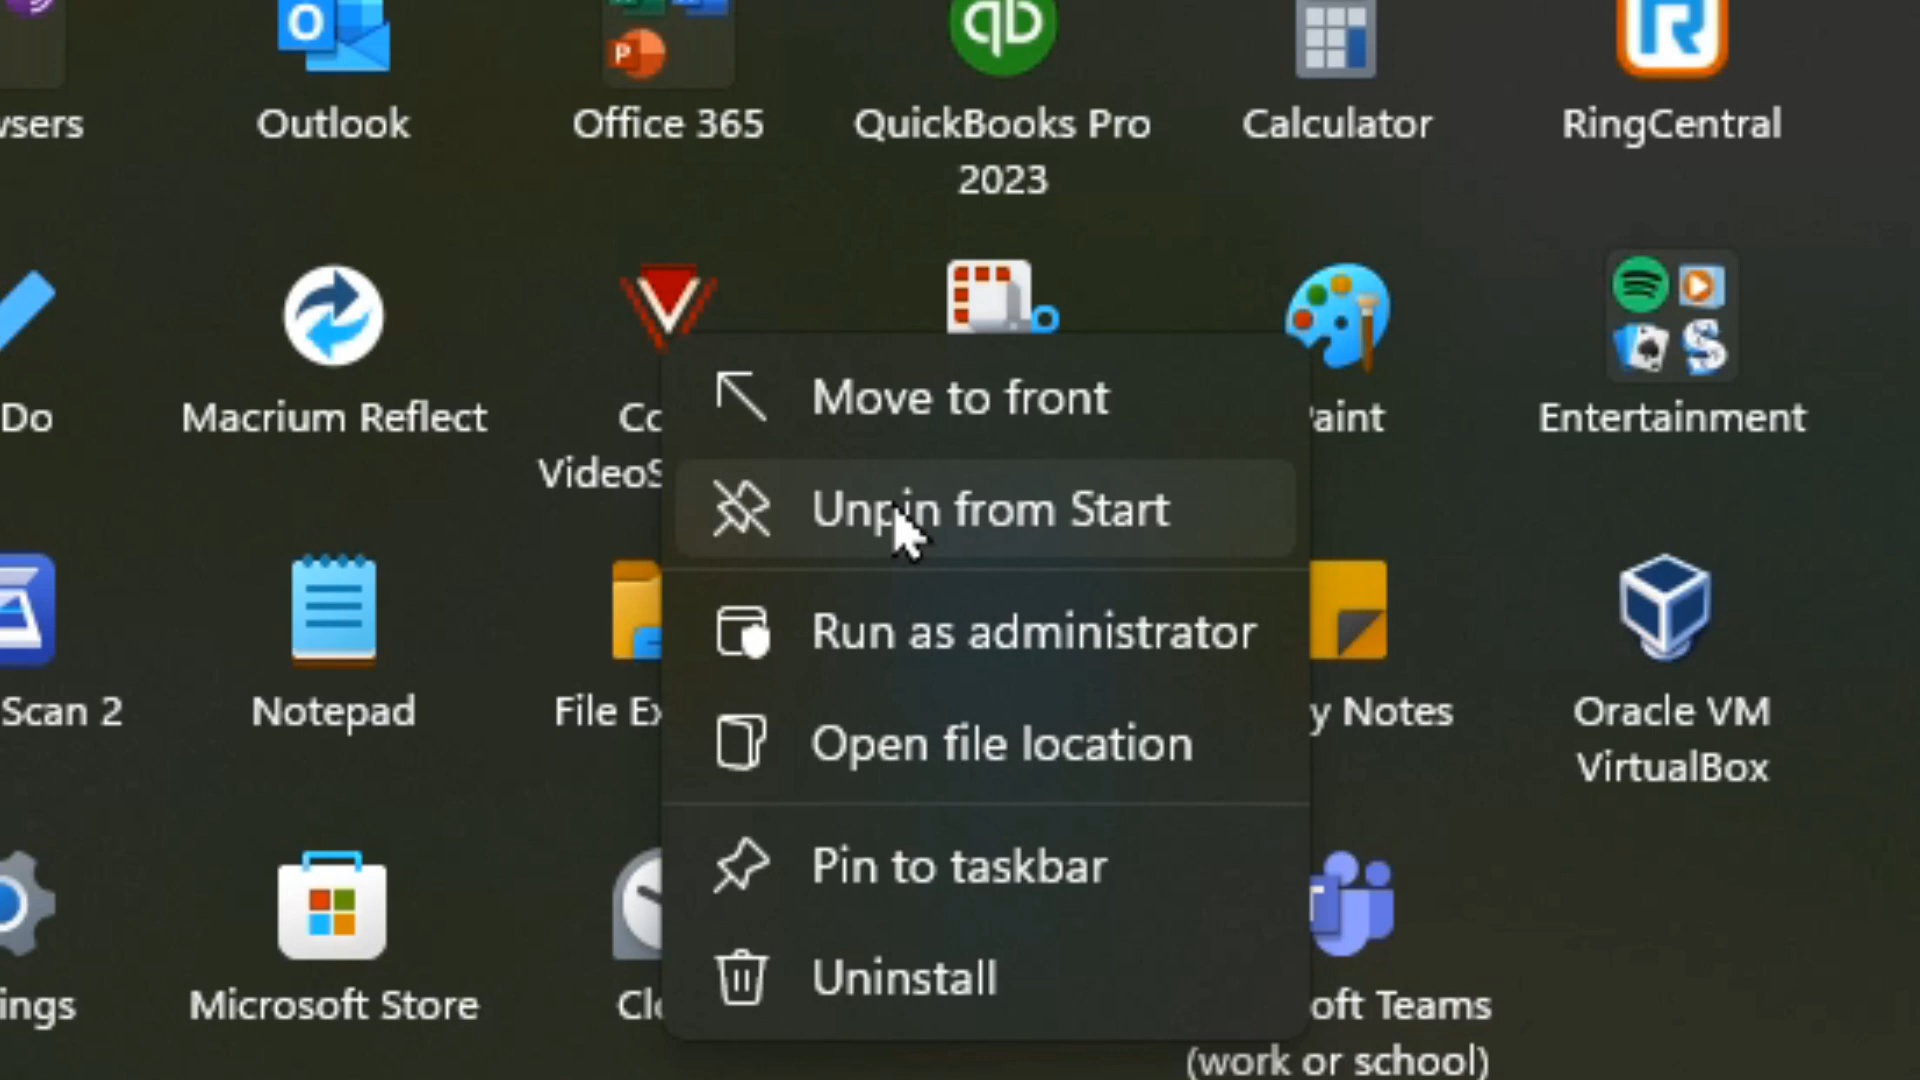 wsers Outlook Office 365 QuickBooks Pro Calculator RingCentral
2023
Do Macrium Reflect Co Paint Entertainment
VideoS
Move to front
Unpin from Start
Run as administrator
Open file location
Pin to taskbar
Uninstall
Scan 2 Notepad File Ex y Notes Oracle VM
VirtualBox
ings Microsoft Store Clo oft Teams
(work or school)